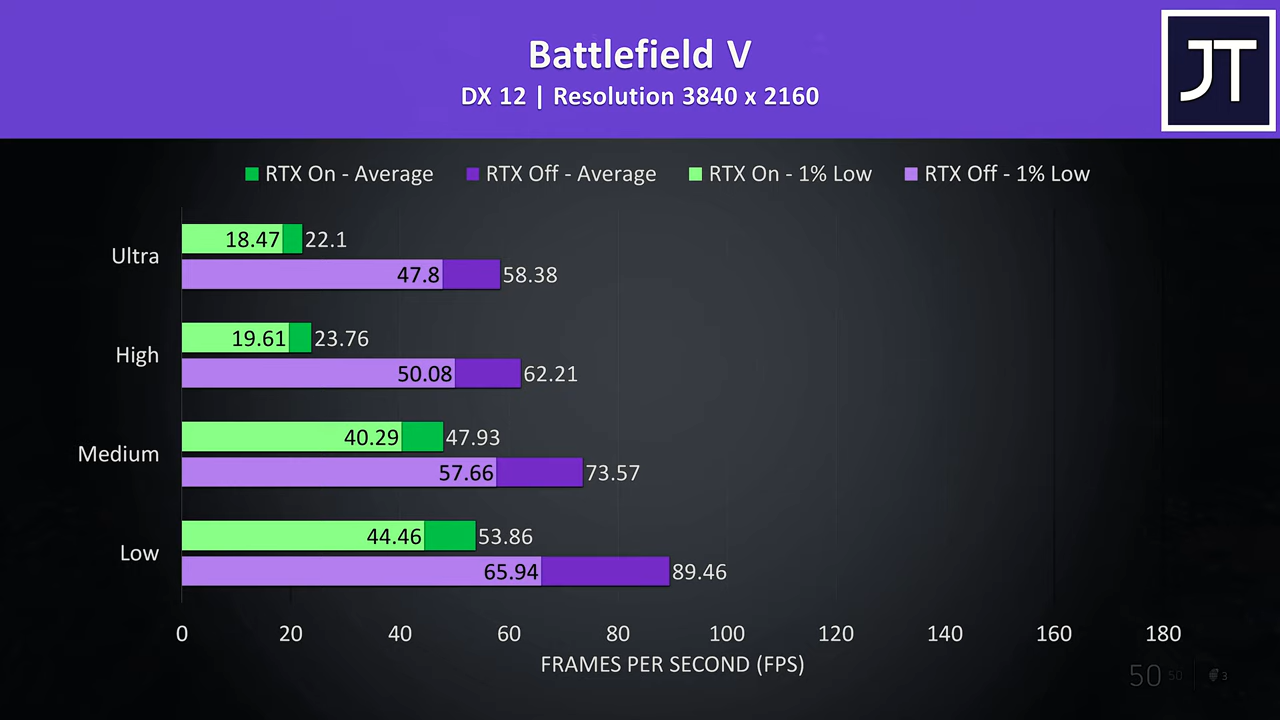 Battlefield V
DX 12 | Resolution 3840 x 2160
JT
RTX On - Average RTX Off - Average RTX On - 1% Low RTX Off - 1% Low
Ultra
18.47 22.1
47.8 58.38
High
19.61 23.76
50.08 62.21
Medium
40.29 47.93
57.66 73.57
Low
44.46 53.86
65.94 89.46
0 20 40 60 80 100 120 140 160 180
FRAMES PER SECOND (FPS)
50 50 3